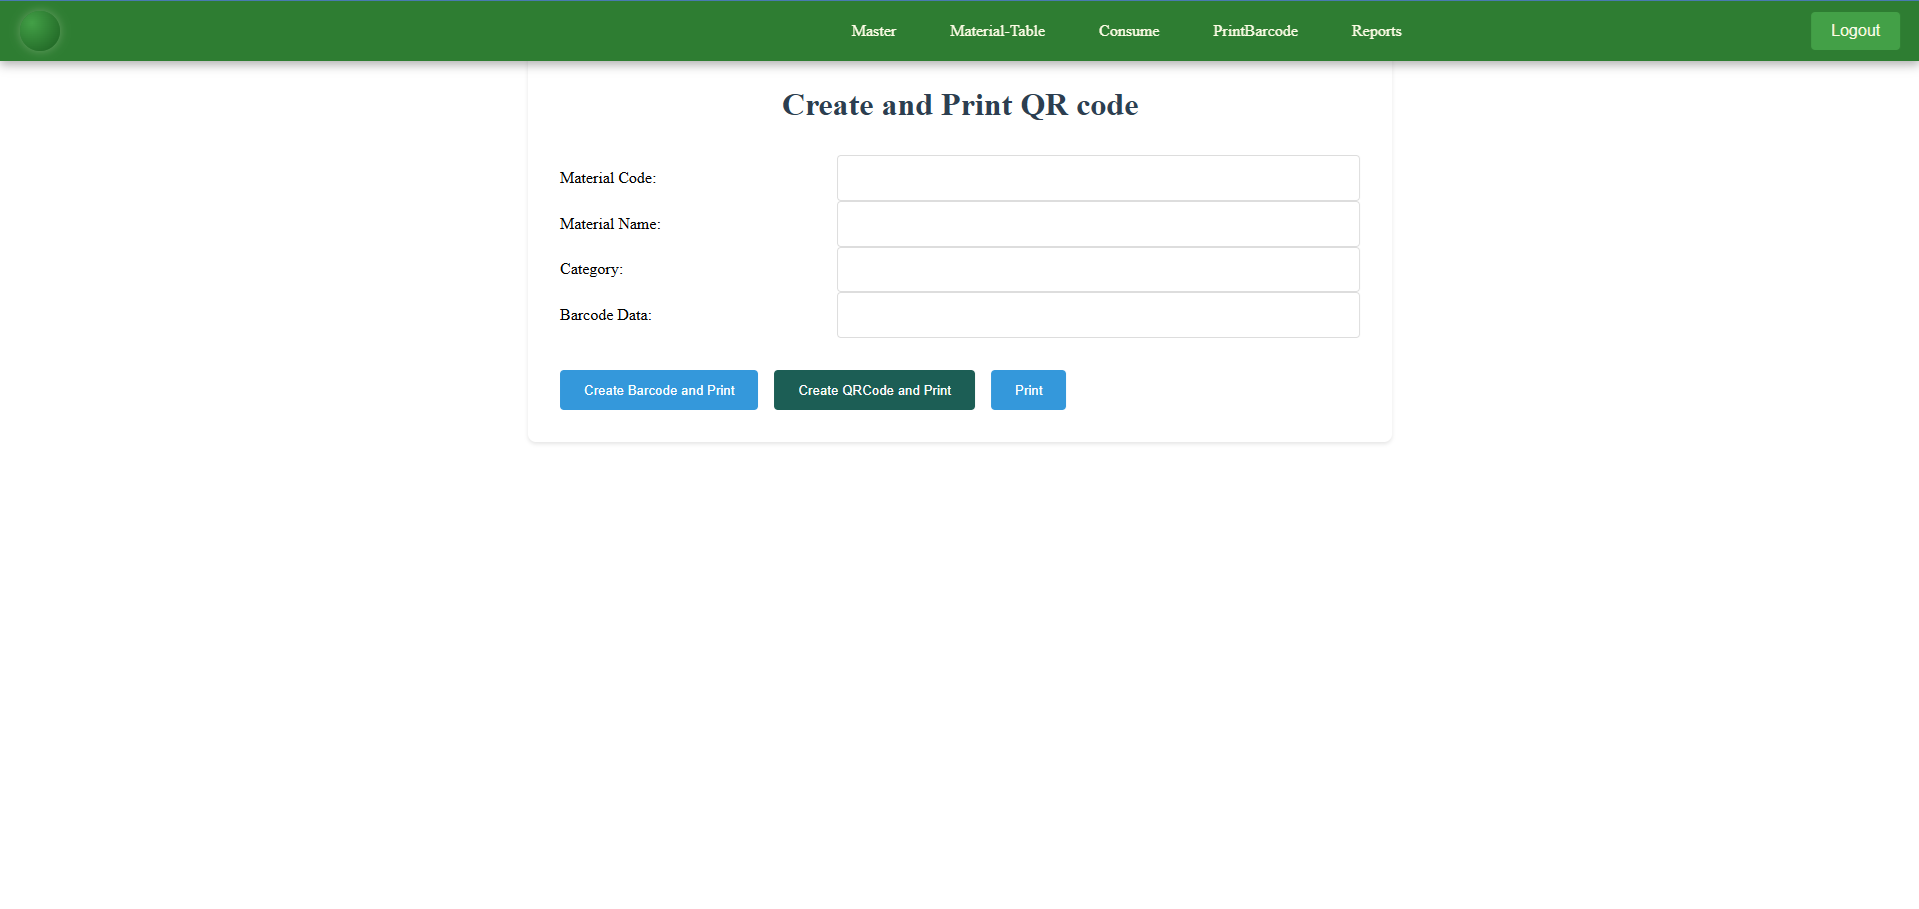 Master Material-Table Consume PrintBarcode Reports Logout
Create and Print QR code
Material Code:
Material Name:
Category:
Barcode Data:
Create Barcode and Print Create QRCode and Print Print